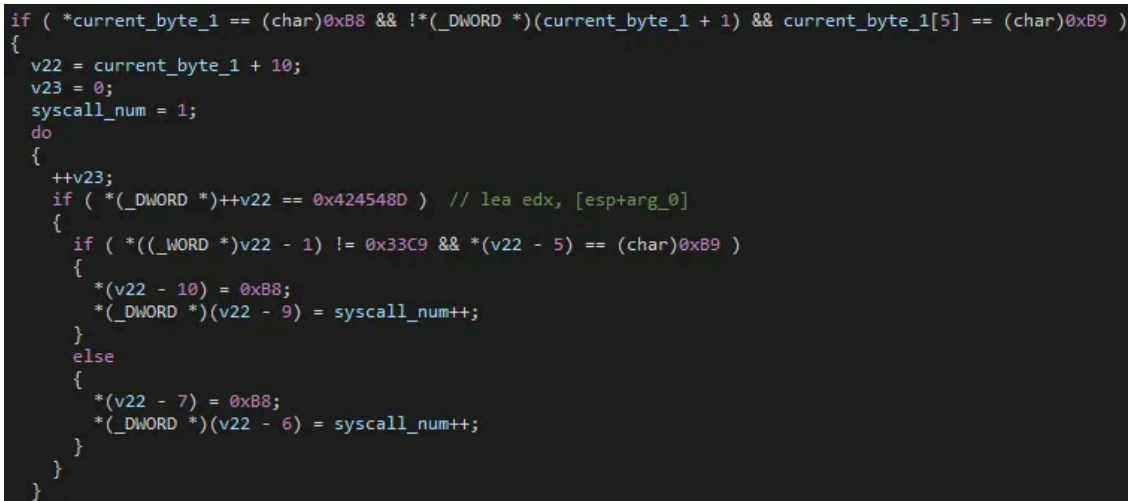 if ( *current_byte_1 == (char)0xB8 && !*(_DWORD *)(current_byte_1 + 1) && current_byte_1[5] == (char)0xB9 )
{
  v22 = current_byte_1 + 10;
  v23 = 0;
  syscall_num = 1;
  do
  {
    ++v23;
    if ( *(_DWORD *)++v22 == 0x424548D )  // lea edx, [esp+arg_0]
    {
      if ( *((_WORD *)v22 - 1) != 0x33C9 && *(v22 - 5) == (char)0xB9 )
      {
        *(v22 - 10) = 0xB8;
        *(_DWORD *)(v22 - 9) = syscall_num++;
      }
      else
      {
        *(v22 - 7) = 0xB8;
        *(_DWORD *)(v22 - 6) = syscall_num++;
      }
    }
  }